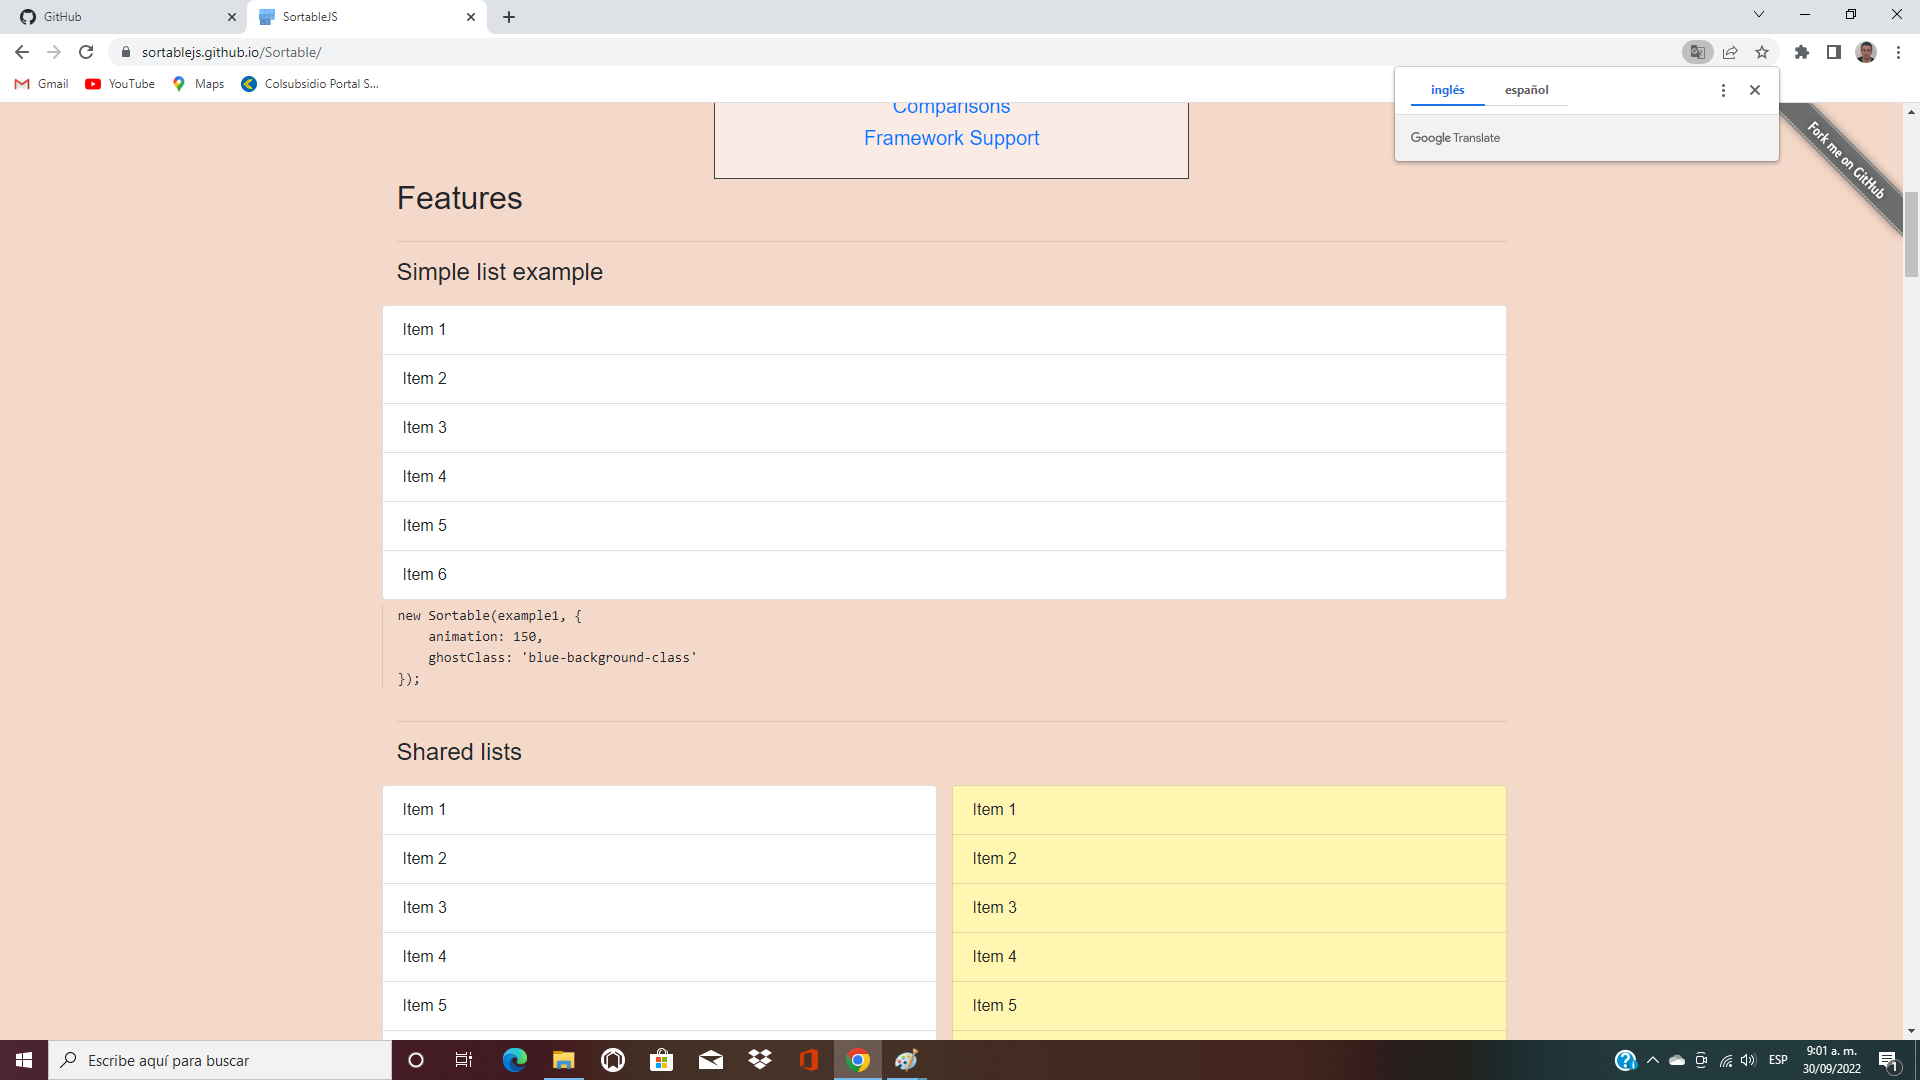 GitHub
SortableJS
sortablejs.github.io/Sortable/
Gmail
YouTube
Maps
Colsubsidio Portal S...
inglés
español
Google Translate
Fork me on GitHub
Comparisons
Framework Support
Features
Simple list example
Item 1
Item 2
Item 3
Item 4
Item 5
Item 6
new Sortable(example1, {
    animation: 150,
    ghostClass: 'blue-background-class'
});
Shared lists
Item 1
Item 2
Item 3
Item 4
Item 5
Item 1
Item 2
Item 3
Item 4
Item 5
Escribe aquí para buscar
ESP
9:01 a. m.
30/09/2022
1